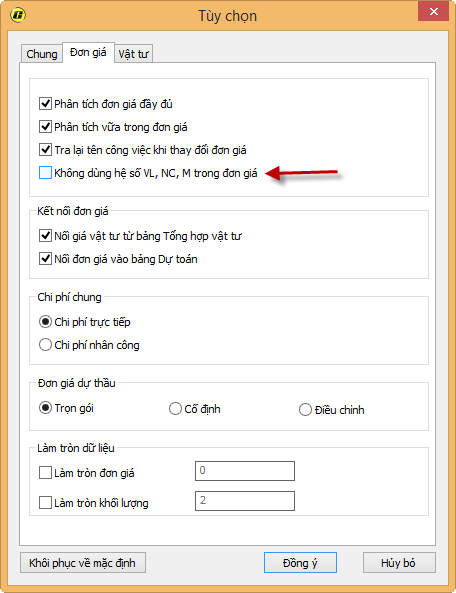 Tùy chọn
Chung Đơn giá Vật tư
Phân tích đơn giá đầy đủ
Phân tích vữa trong đơn giá
Tra lại tên công việc khi thay đổi đơn giá
Không dùng hệ số VL, NC, M trong đơn giá
Kết nối đơn giá
Nối giá vật tư từ bảng Tổng hợp vật tư
Nối đơn giá vào bảng Dự toán
Chi phí chung
Chi phí trực tiếp
Chi phí nhân công
Đơn giá dự thầu
Trọn gói Cố định Điều chỉnh
Làm tròn dữ liệu
Làm tròn đơn giá 0
Làm tròn khối lượng 2
Khôi phục về mặc định Đồng ý Hủy bỏ